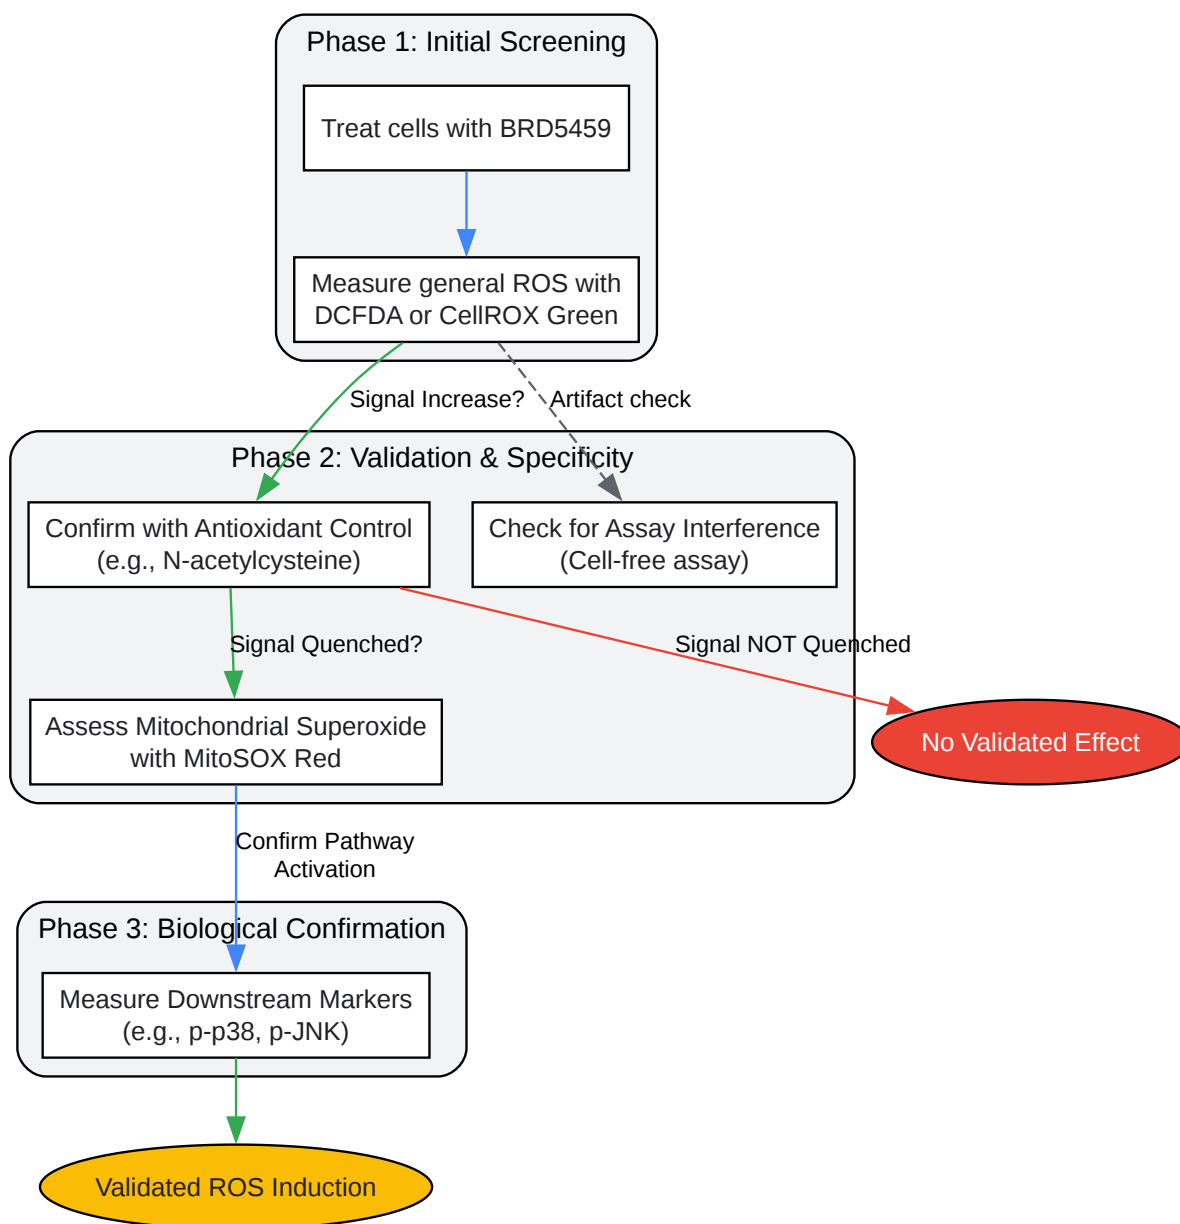 Phase 1: Initial Screening
Treat cells with BRD5459
Measure general ROS with
DCFDA or CellROX Green
Signal Increase?
Artifact check
Phase 2: Validation & Specificity
Confirm with Antioxidant Control
(e.g., N-acetylcysteine)
Check for Assay Interference
(Cell-free assay)
Signal Quenched?
Signal NOT Quenched
Assess Mitochondrial Superoxide
with MitoSOX Red
No Validated Effect
Confirm Pathway
Activation
Phase 3: Biological Confirmation
Measure Downstream Markers
(e.g., p-p38, p-JNK)
Validated ROS Induction